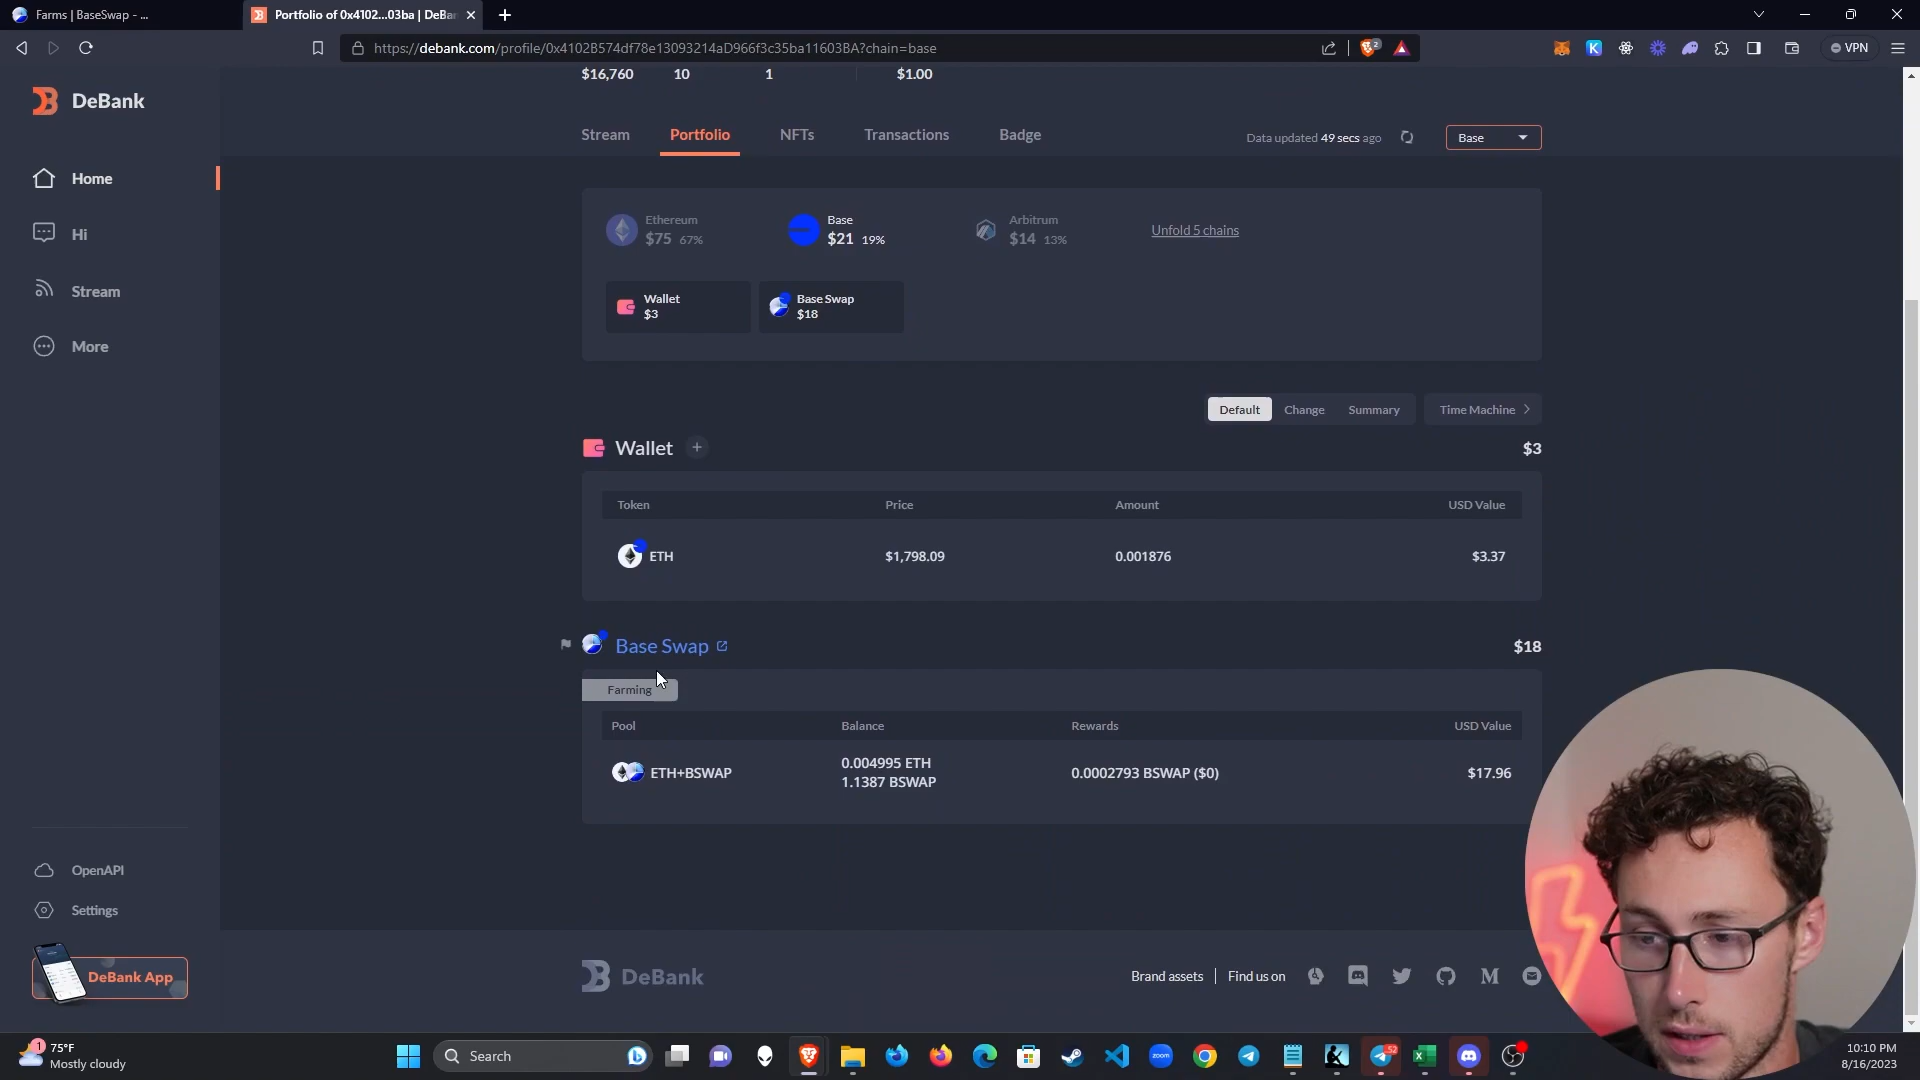 Farms | BaseSwap - ...
Portfolio of 0x4102...03ba | DeBa
https://debank.com/profile/0x4102B574df78e13093214aD966f3c35ba11603BA?chain=base
2
VPN
DeBank
$16,760 10 1 $1.00
Stream Portfolio NFTs Transactions Badge
Data updated 49 secs ago
Base
Home
Hi
Stream
More
Ethereum
$75 67%
Base
$21 19%
Arbitrum
$14 13%
Unfold 5 chains
Wallet
$3
Base Swap
$18
Default Change Summary Time Machine
Wallet
$3
Token Price Amount USD Value
ETH $1,798.09 0.001876 $3.37
Base Swap
$18
Farming
Pool Balance Rewards USD Value
ETH+BSWAP
0.004995 ETH
1.1387 BSWAP
0.0002793 BSWAP ($0)
$17.96
OpenAPI
Settings
DeBank App
DeBank
Brand assets Find us on
1
75°F
Mostly cloudy
Search
zoom
52
10:10 PM
8/16/2023